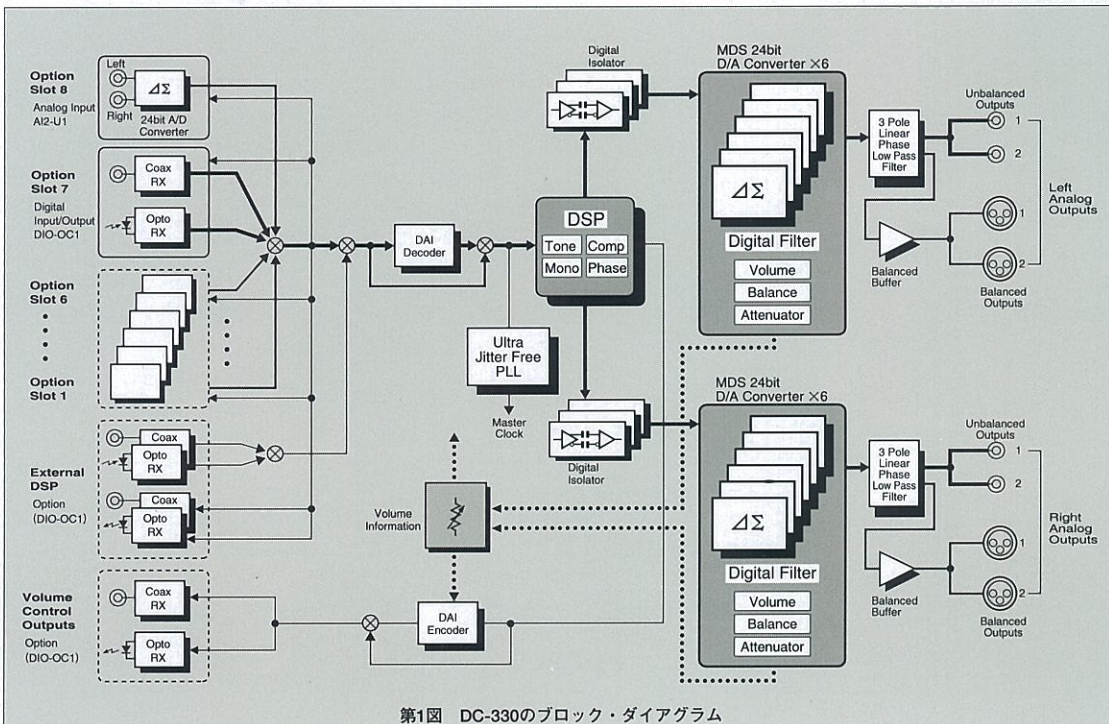 Option
Slot 8
Analog Input
AI2-U1
Left
Right
ΔΣ
24bit A/D
Converter
Option
Slot 7
Digital
Input/Output
DIO-OC1
Coax
RX
Opto
RX
Option
Slot 6
Option
Slot 1
External
DSP
Option
(DIO-OC1)
Coax
Opto
RX
Coax
Opto
RX
Volume
Control
Outputs
Option
(DIO-OC1)
Coax
RX
Opto
RX
DAI
Decoder
Ultra
Jitter Free
PLL
Master
Clock
Volume
Information
DAI
Encoder
Digital
Isolator
DSP
Tone
Comp
Mono
Phase
Digital
Isolator
MDS 24bit
D/A Converter ×6
ΔΣ
Digital Filter
Volume
Balance
Attenuator
3 Pole
Linear
Phase
Low Pass
Filter
Unbalanced
Outputs
1
2
1
2
Balanced
Buffer
Balanced
Outputs
Left
Analog
Outputs
MDS 24bit
D/A Converter ×6
ΔΣ
Digital Filter
Volume
Balance
Attenuator
3 Pole
Linear
Phase
Low Pass
Filter
Unbalanced
Outputs
1
2
1
2
Balanced
Buffer
Balanced
Outputs
Right
Analog
Outputs
第1図 DC-330のブロック・ダイアグラム